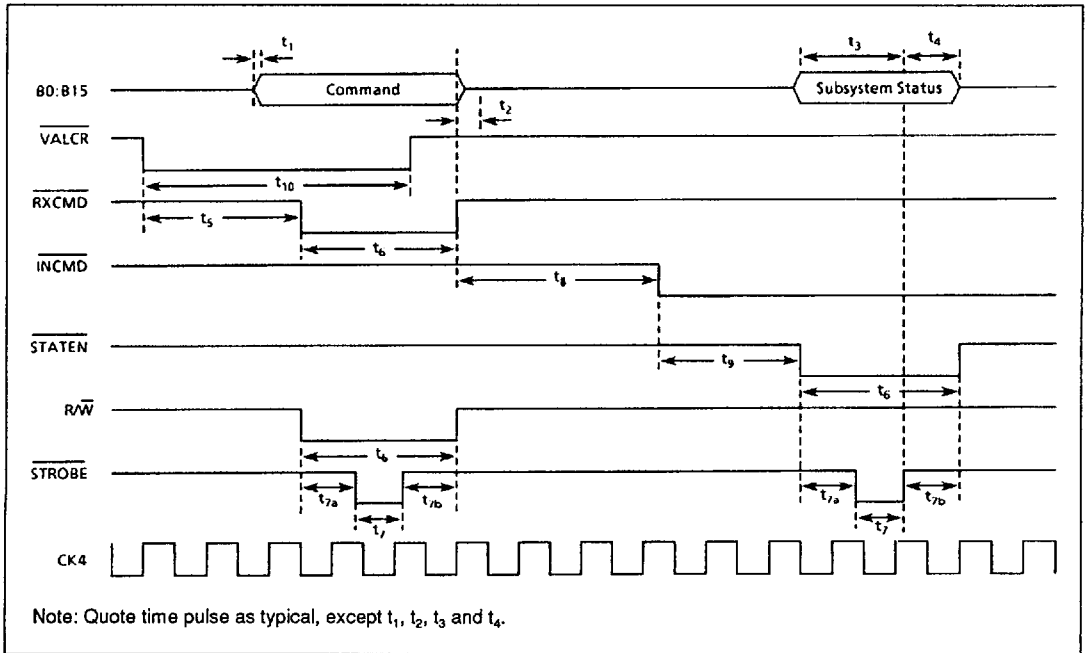 t1
t3
t4
B0:B15
Command
Subsystem Status
t2
VALCR
t10
RXCMD
t5
t6
INCMD
t8
STATEN
t9
t6
R/W
t6
STROBE
t7a
t7b
t7
t7a
t7b
t7
CK4
Note: Quote time pulse as typical, except t1, t2, t3 and t4.